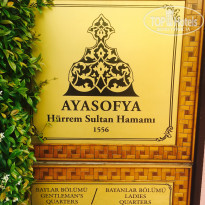 AYASOFYA
Hürrem Sultan Hamamı
1556
BAYLAR BÖLÜMÜ / BAYANLAR BÖLÜMÜ
GENTLEMAN'S / LADIES
QUARTERS QUARTERS